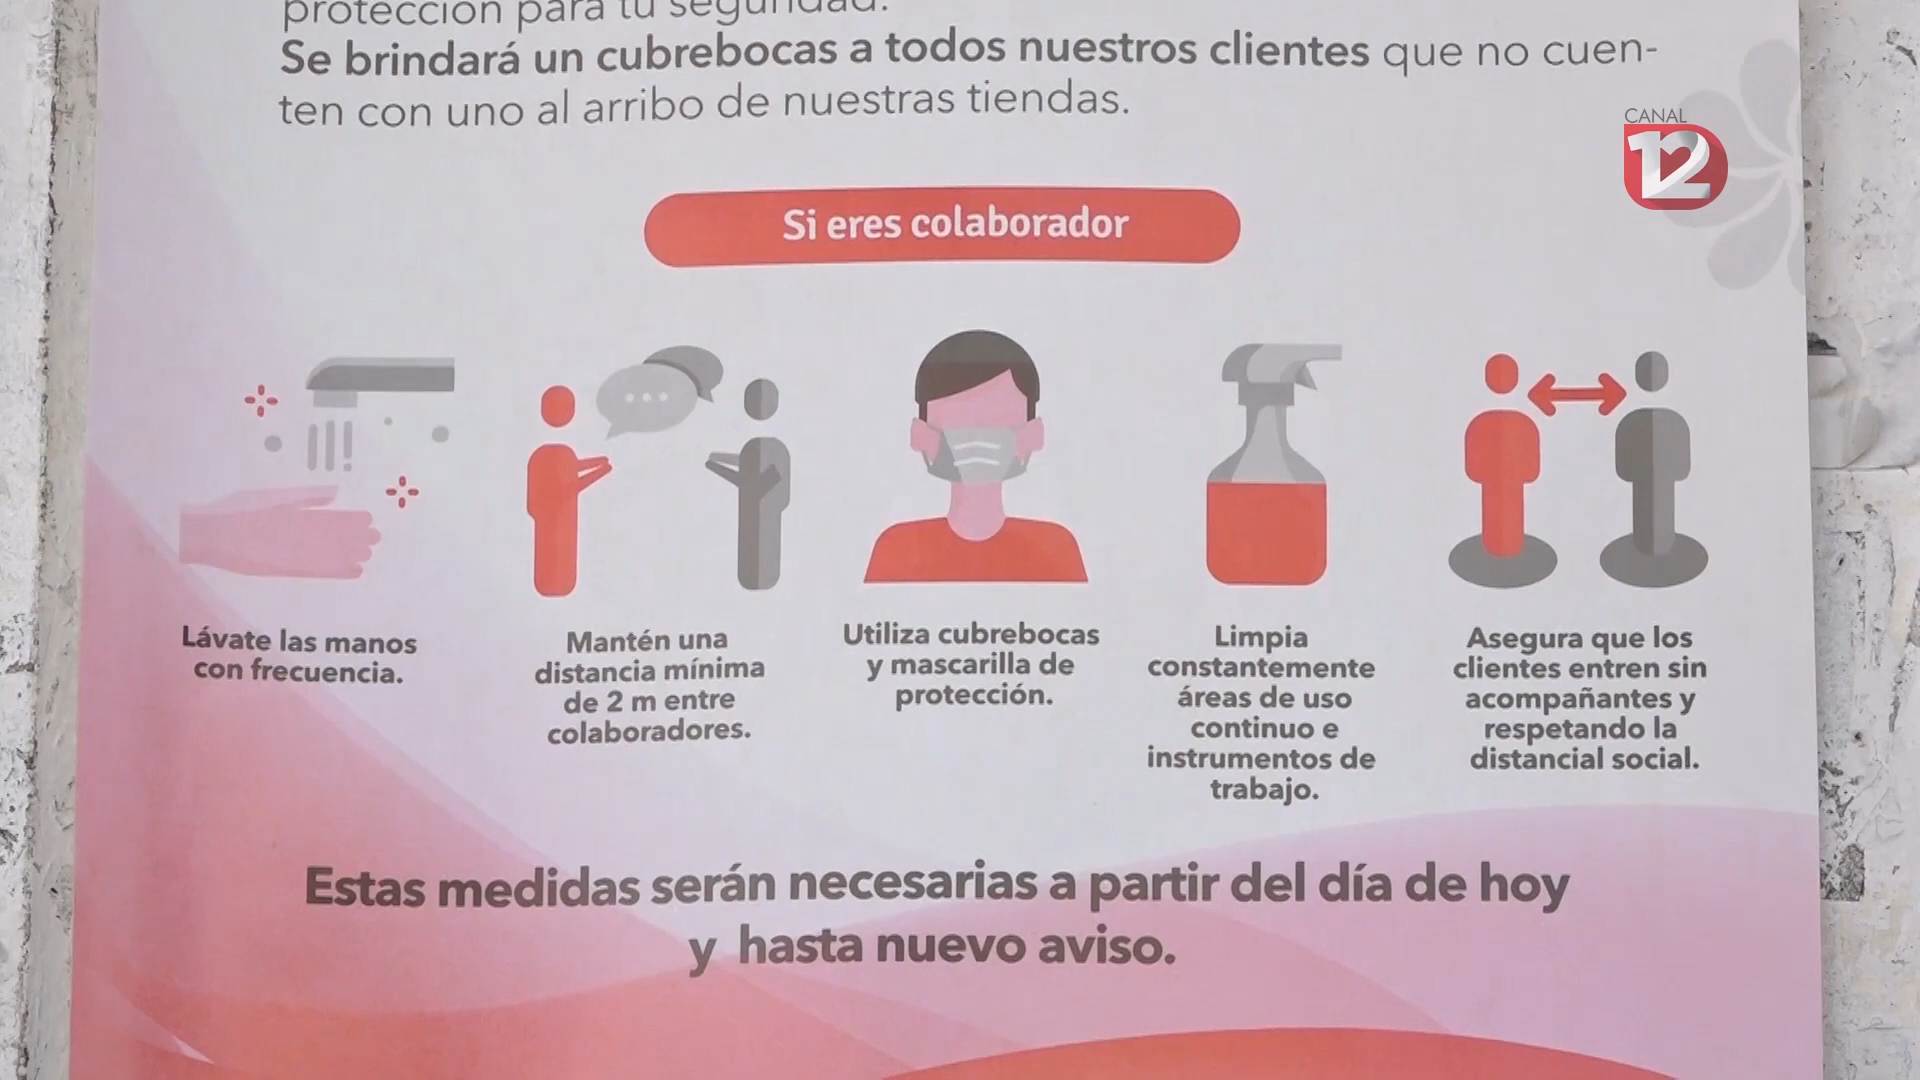 protección para tu seguridad.
Se brindará un cubrebocas a todos nuestros clientes que no cuen-
ten con uno al arribo de nuestras tiendas.
CANAL
12
Si eres colaborador
Lávate las manos
con frecuencia.
Mantén una
distancia mínima
de 2 m entre
colaboradores.
Utiliza cubrebocas
y mascarilla de
protección.
Limpia
constantemente
áreas de uso
continuo e
instrumentos de
trabajo.
Asegura que los
clientes entren sin
acompañantes y
respetando la
distancial social.
Estas medidas serán necesarias a partir del día de hoy
y hasta nuevo aviso.